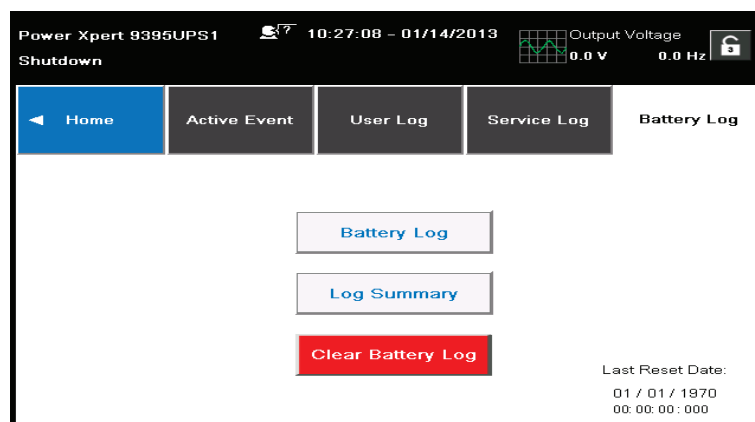 Power Xpert 9395UPS1
Shutdown
?
10:27:08 - 01/14/2013
Output Voltage
0.0 V 0.0 Hz
3
◄ Home
Active Event
User Log
Service Log
Battery Log
Battery Log
Log Summary
Clear Battery Log
Last Reset Date:
01 / 01 / 1970
00: 00: 00 : 000